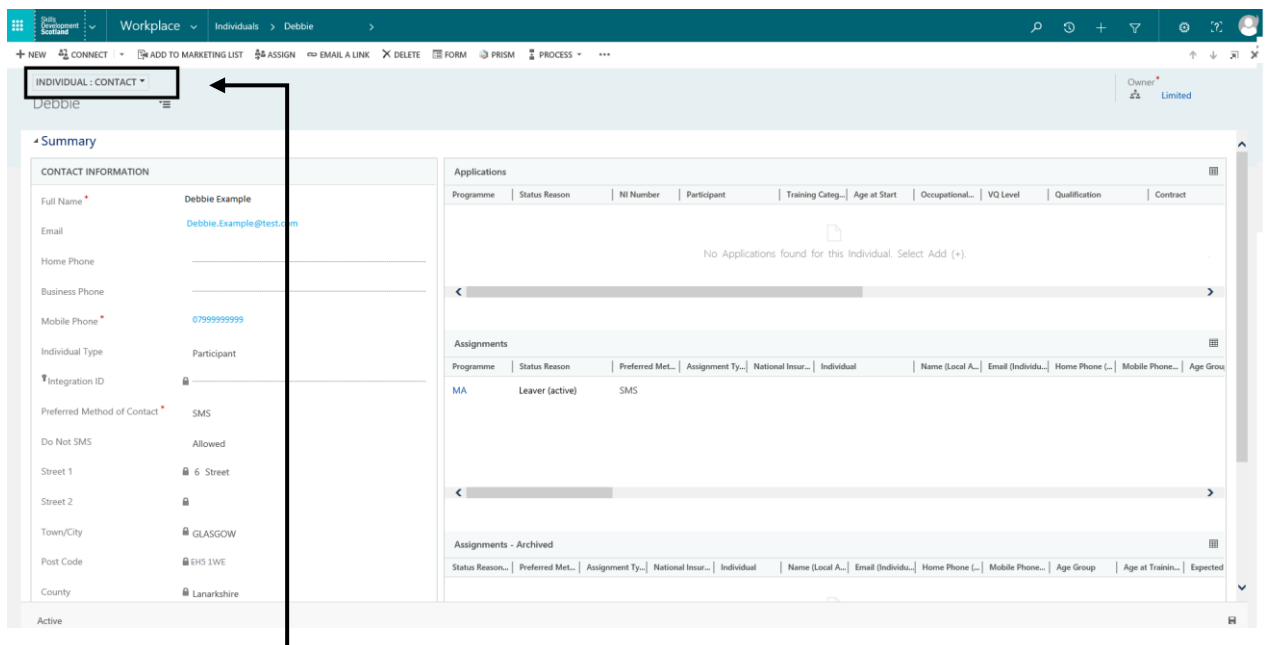 Skills Development Scotland Workplace Individuals > Debbie >
NEW CONNECT ADD TO MARKETING LIST ASSIGN EMAIL A LINK DELETE FORM PRISM PROCESS ...
INDIVIDUAL : CONTACT
Debbie
Owner*
Limited
Summary
CONTACT INFORMATION
Full Name* Debbie Example
Email Debbie.Example@test.com
Home Phone
Business Phone
Mobile Phone* 07999999999
Individual Type Participant
Integration ID
Preferred Method of Contact* SMS
Do Not SMS Allowed
Street 1 6 Street
Street 2
Town/City GLASGOW
Post Code EH5 1WE
County Lanarkshire
Applications
Programme Status Reason NI Number Participant Training Categ... Age at Start Occupational... VQ Level Qualification Contract
No Applications found for this Individual. Select Add (+).
Assignments
Programme Status Reason Preferred Met... Assignment Ty... National Insur... Individual Name (Local A... Email (Individu... Home Phone (... Mobile Phone... Age Grou
MA Leaver (active) SMS
Assignments - Archived
Status Reason... Preferred Met... Assignment Ty... National Insur... Individual Name (Local A... Email (Individu... Home Phone (... Mobile Phone... Age Group Age at Trainin... Expected
Active